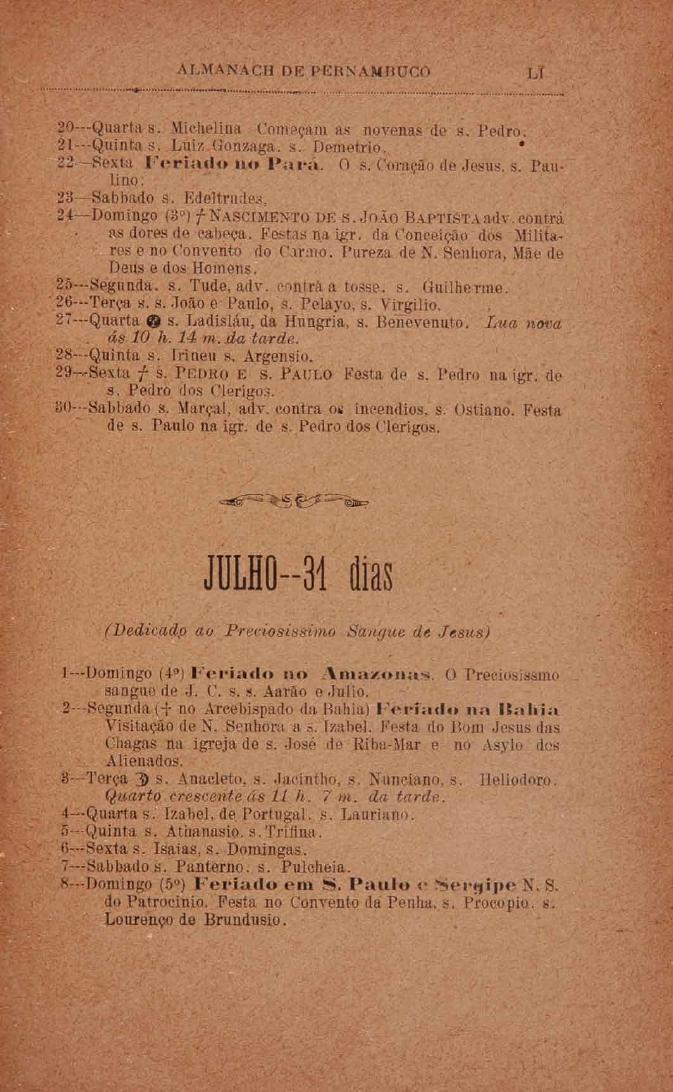 ALMANACH DE PERNAMBUCO LI
20---Quarta s. Michelina Começam as novenas de s. Pedro.
21---Quinta s. Luiz Gonzaga. s. Demetrio.
22---Sexta Feriado no Pará. O s. Coração de Jesus, s. Pau-
lino.
23---Sabbado s. Edeltrudes.
24---Domingo (3º) † NASCIMENTO DE S. JOÃO BAPTISTA adv. contra
as dores de cabeça. Festas na igr. da Conceição dos Milita-
res e no Convento do Carmo. Pureza de N. Senhora, Mãe de
Deus e dos Homens.
25---Segunda. s. Tude, adv. contra a tosse. s. Guilherme.
26---Terça s. s. João e Paulo, s. Pelayo, s. Virgilio.
27---Quarta s. Ladisláu, da Hungria, s. Benevenuto. Lua nova
ás 10 h. 14 m. da tarde.
28---Quinta s. Irineu s. Argensio.
29---Sexta † S. PEDRO E S. PAULO Festa de s. Pedro na igr. de
s. Pedro dos Clerigos.
30---Sabbado s. Marçal, adv. contra os incendios, s. Ostiano. Festa
de s. Paulo na igr. de s. Pedro dos Clerigos.
JULHO--31 dias
(Dedicado ao Preciosissimo Sangue de Jesus)
1---Domingo (4º) Feriado no Amazonas. O Preciosissmo
sangue de J. C. s. s. Aarão e Julio.
2---Segunda († no Arcebispado da Bahia) Feriado na Bahia
Visitação de N. Senhora a s. Izabel. Festa do Bom Jesus das
Chagas na igreja de s. José de Riba-Mar e no Asylo dos
Alienados.
3---Terça s. Anacleto, s. Jacintho, s. Nunciano, s. Heliodoro.
Quarto crescente ás 11 h. 7 m. da tarde.
4---Quarta s. Izabel, de Portugal. s. Lauriano.
5---Quinta s. Athanasio. s. Trifina.
6---Sexta s. Isaias, s. Domingas.
7---Sabbado s. Panterno. s. Pulcheia.
8---Domingo (5º) Feriado em S. Paulo e Sergipe N. S.
do Patrocinio. Festa no Convento da Penha, s. Procopio. s.
Lourenço de Brundusio.